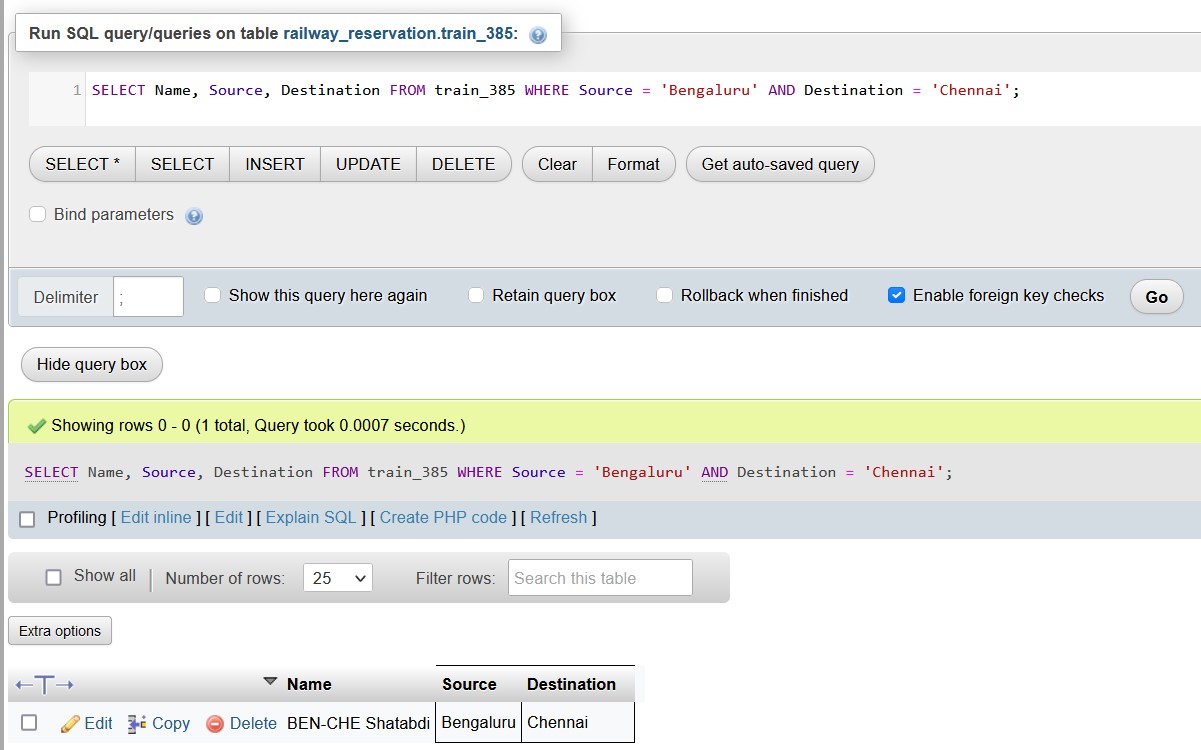 Run SQL query/queries on table railway_reservation.train_385:
1 SELECT Name, Source, Destination FROM train_385 WHERE Source = 'Bengaluru' AND Destination = 'Chennai';
SELECT * SELECT INSERT UPDATE DELETE Clear Format Get auto-saved query
Bind parameters
Delimiter ; Show this query here again Retain query box Rollback when finished Enable foreign key checks Go
Hide query box
Showing rows 0 - 0 (1 total, Query took 0.0007 seconds.)
SELECT Name, Source, Destination FROM train_385 WHERE Source = 'Bengaluru' AND Destination = 'Chennai';
Profiling [ Edit inline ] [ Edit ] [ Explain SQL ] [ Create PHP code ] [ Refresh ]
Show all | Number of rows: 25 Filter rows: Search this table
Extra options
←T→ Name Source Destination
Edit Copy Delete BEN-CHE Shatabdi Bengaluru Chennai